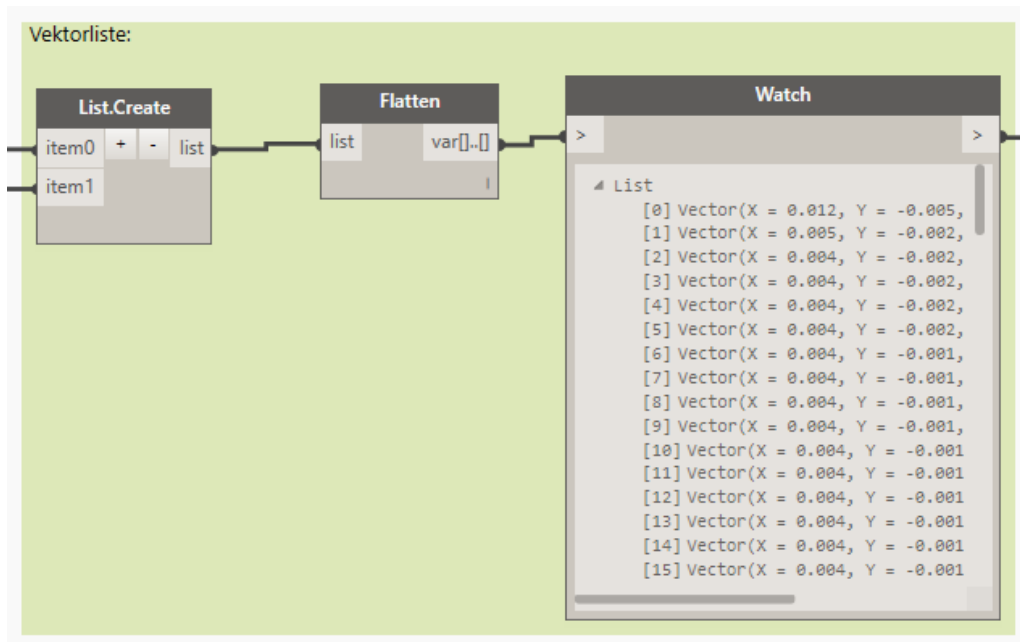 Vektorliste:
List.Create
item0 + - list
item1
Flatten
list var[]..[]
Watch
> >
List
[0] Vector(X = 0.012, Y = -0.005,
[1] Vector(X = 0.005, Y = -0.002,
[2] Vector(X = 0.004, Y = -0.002,
[3] Vector(X = 0.004, Y = -0.002,
[4] Vector(X = 0.004, Y = -0.002,
[5] Vector(X = 0.004, Y = -0.002,
[6] Vector(X = 0.004, Y = -0.001,
[7] Vector(X = 0.004, Y = -0.001,
[8] Vector(X = 0.004, Y = -0.001,
[9] Vector(X = 0.004, Y = -0.001,
[10] Vector(X = 0.004, Y = -0.001
[11] Vector(X = 0.004, Y = -0.001
[12] Vector(X = 0.004, Y = -0.001
[13] Vector(X = 0.004, Y = -0.001
[14] Vector(X = 0.004, Y = -0.001
[15] Vector(X = 0.004, Y = -0.001